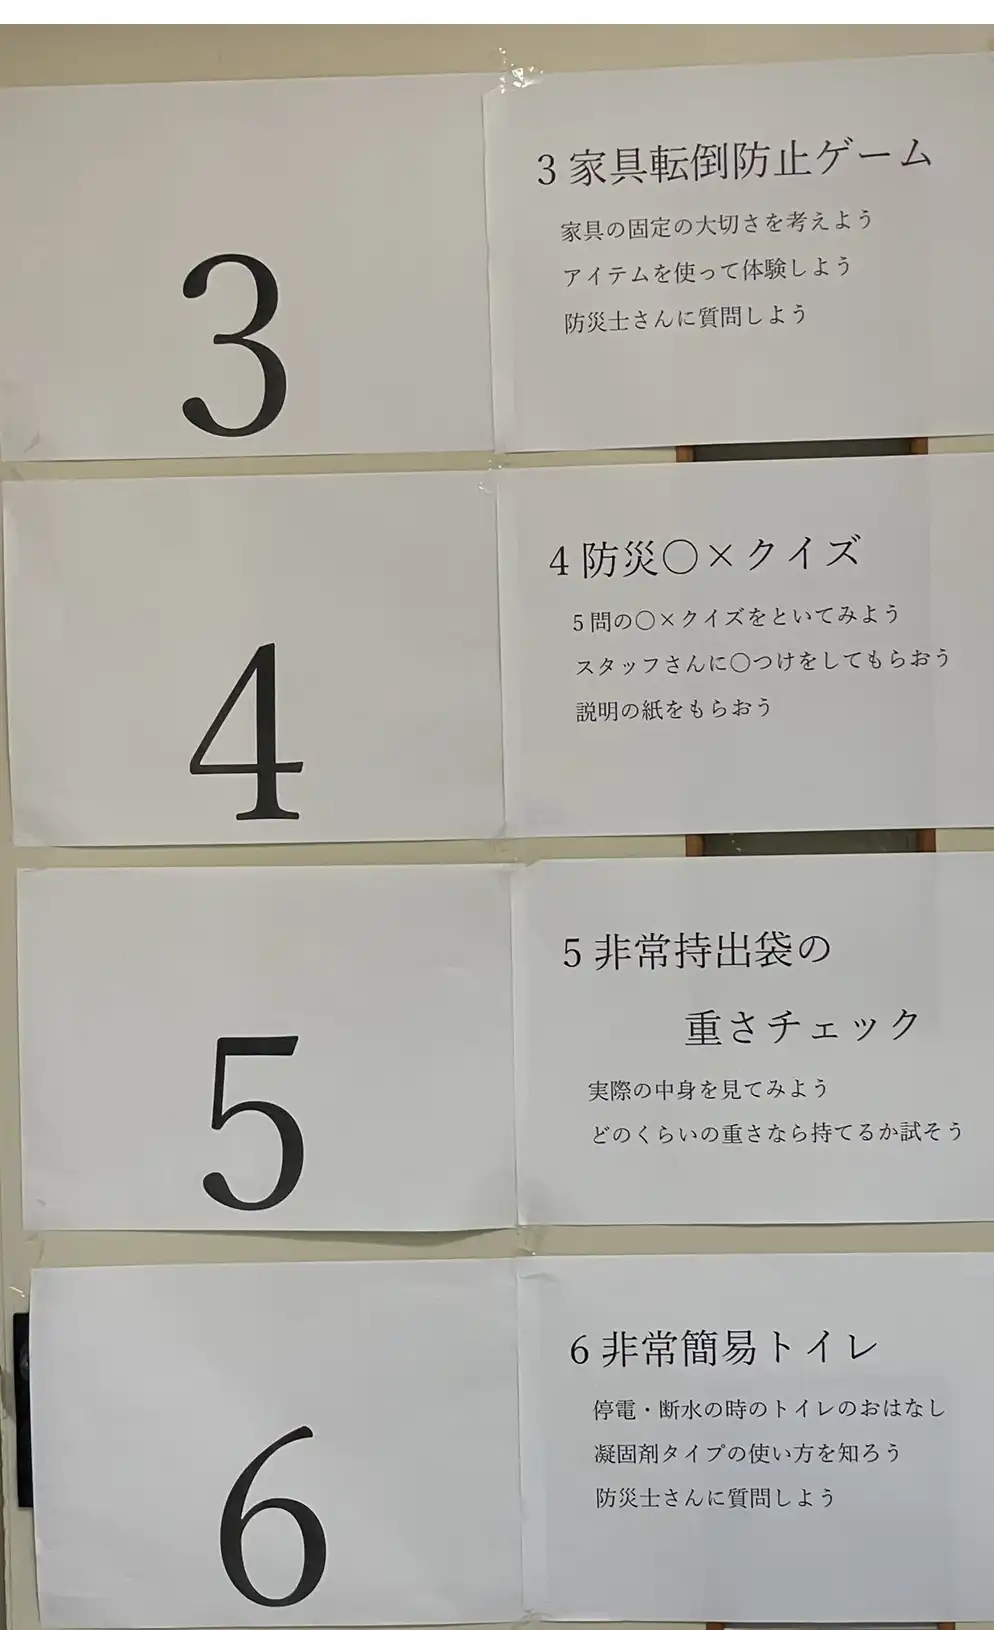 3
3 家具転倒防止ゲーム
家具の固定の大切さを考えよう
アイテムを使って体験しよう
防災士さんに質問しよう
4
4 防災〇×クイズ
5 問の〇×クイズをといてみよう
スタッフさんに〇つけをしてもらおう
説明の紙をもらおう
5
5 非常持出袋の
重さチェック
実際の中身を見てみよう
どのくらいの重さなら持てるか試そう
6
6 非常簡易トイレ
停電・断水の時のトイレのおはなし
凝固剤タイプの使い方を知ろう
防災士さんに質問しよう